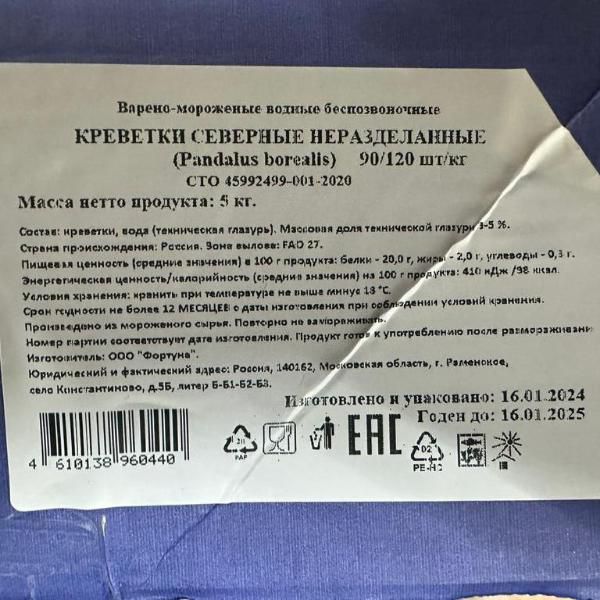 Варено-мороженые водные беспозвоночные
КРЕВЕТКИ СЕВЕРНЫЕ НЕРАЗДЕЛАННЫЕ
(Pandalus borealis) 90/120 шт/кг
СТО 45992499-001-2020
Масса нетто продукта: 5 кг.
Состав: креветки, вода (техническая глазурь). Массовая доля технической глазури 3-5 %.
Страна происхождения: Россия. Зона вылова: FAO 27.
Пищевая ценность (средние значения) в 100 г продукта: белки - 20,0 г, жиры - 2,0 г, углеводы - 0,3 г.
Энергетическая ценность/калорийность (средние значения) на 100 г продукта: 410 кДж /98 ккал.
Условия хранения: хранить при температуре не выше минус 18 °С.
Срок годности не более 12 МЕСЯЦЕВ с даты изготовления при соблюдении условий хранения.
Произведено из мороженого сырья. Повторно не замораживать.
Номер партии соответствует дате изготовления. Продукт готов к употреблению после размораживани
Изготовитель: ООО "Фортуна".
Юридический и фактический адрес: Россия, 140162, Московская область, г. Раменское,
село Константиново, д.5Б, литер Б-Б1-Б2-Б3.
Изготовлено и упаковано: 16.01.2024
Годен до: 16.01.2025
4 610138 960440
PAP
EAC
02